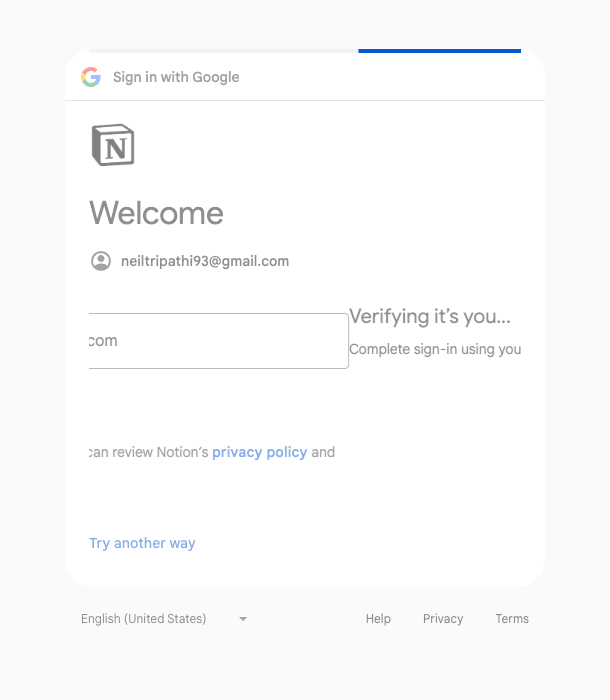 Sign in with Google
N
Welcome
neiltripathi93@gmail.com
Verifying it’s you...
com
Complete sign-in using you
can review Notion’s privacy policy and
Try another way
English (United States)
Help
Privacy
Terms